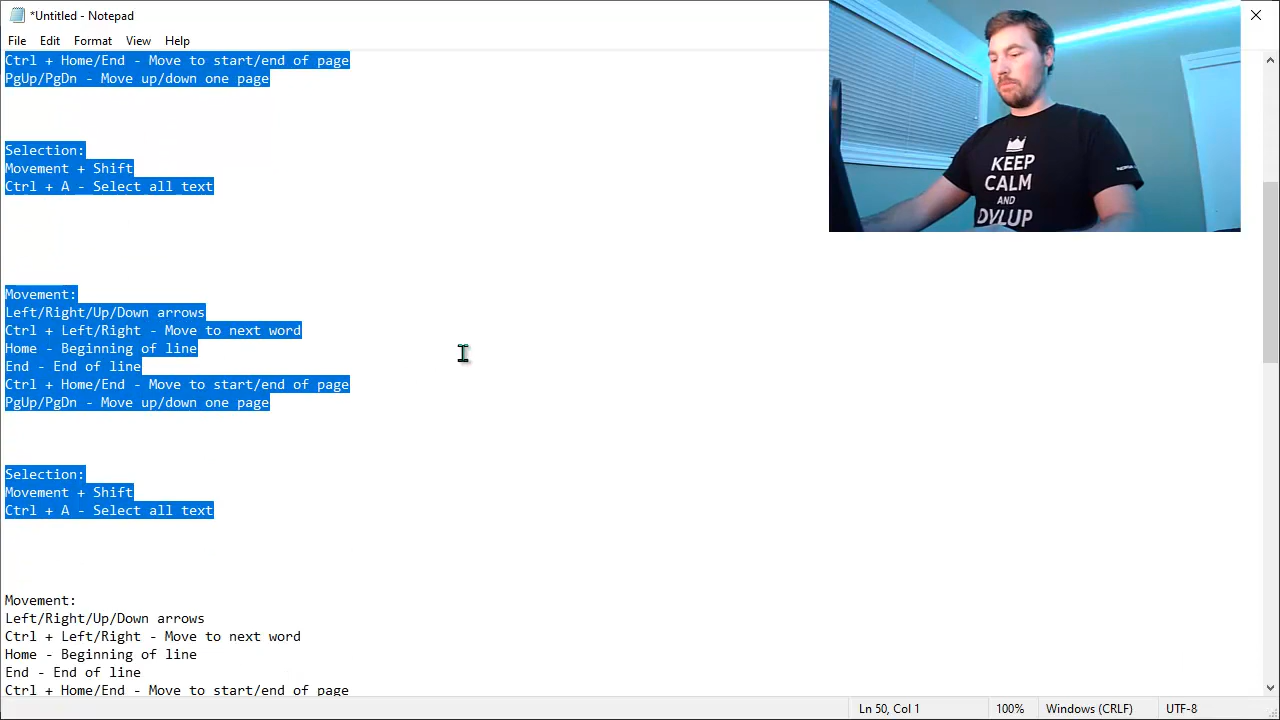 *Untitled - Notepad
File Edit Format View Help
Ctrl + Home/End - Move to start/end of page
PgUp/PgDn - Move up/down one page
Selection:
Movement + Shift
Ctrl + A - Select all text
Movement:
Left/Right/Up/Down arrows
Ctrl + Left/Right - Move to next word
Home - Beginning of line
End - End of line
Ctrl + Home/End - Move to start/end of page
PgUp/PgDn - Move up/down one page
Selection:
Movement + Shift
Ctrl + A - Select all text
Movement:
Left/Right/Up/Down arrows
Ctrl + Left/Right - Move to next word
Home - Beginning of line
End - End of line
Ctrl + Home/End - Move to start/end of page
Ln 50, Col 1 100% Windows (CRLF) UTF-8
KEEP
CALM
AND
DVLUP